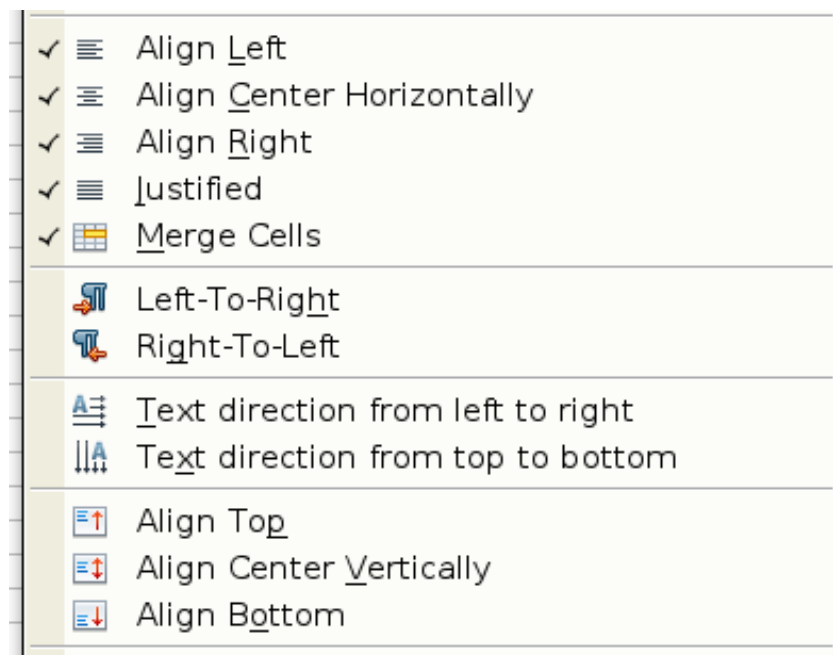 Align Left
Align Center Horizontally
Align Right
Justified
Merge Cells
Left-To-Right
Right-To-Left
Text direction from left to right
Text direction from top to bottom
Align Top
Align Center Vertically
Align Bottom